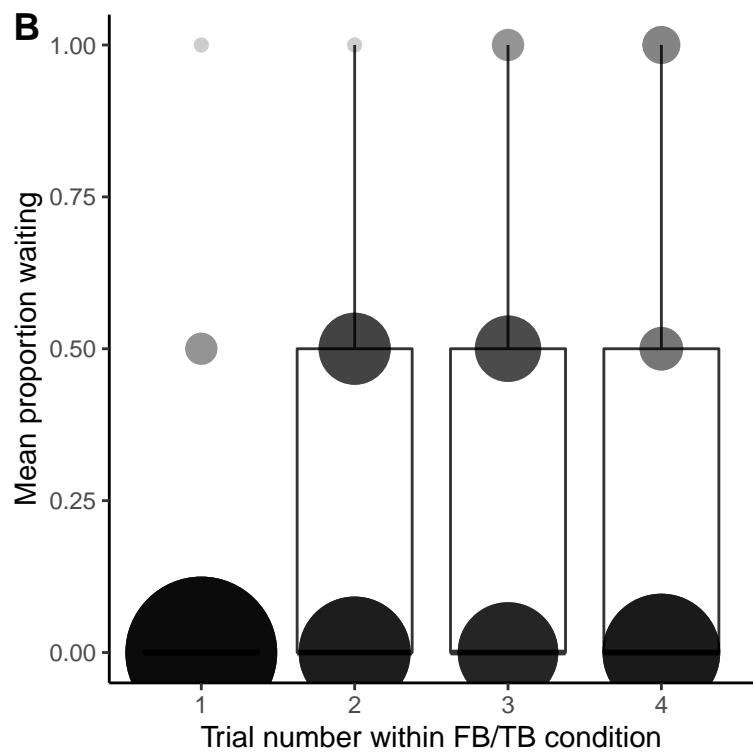 B
1.00
0.75
0.50
0.25
0.00
Mean proportion waiting
1 2 3 4
Trial number within FB/TB condition